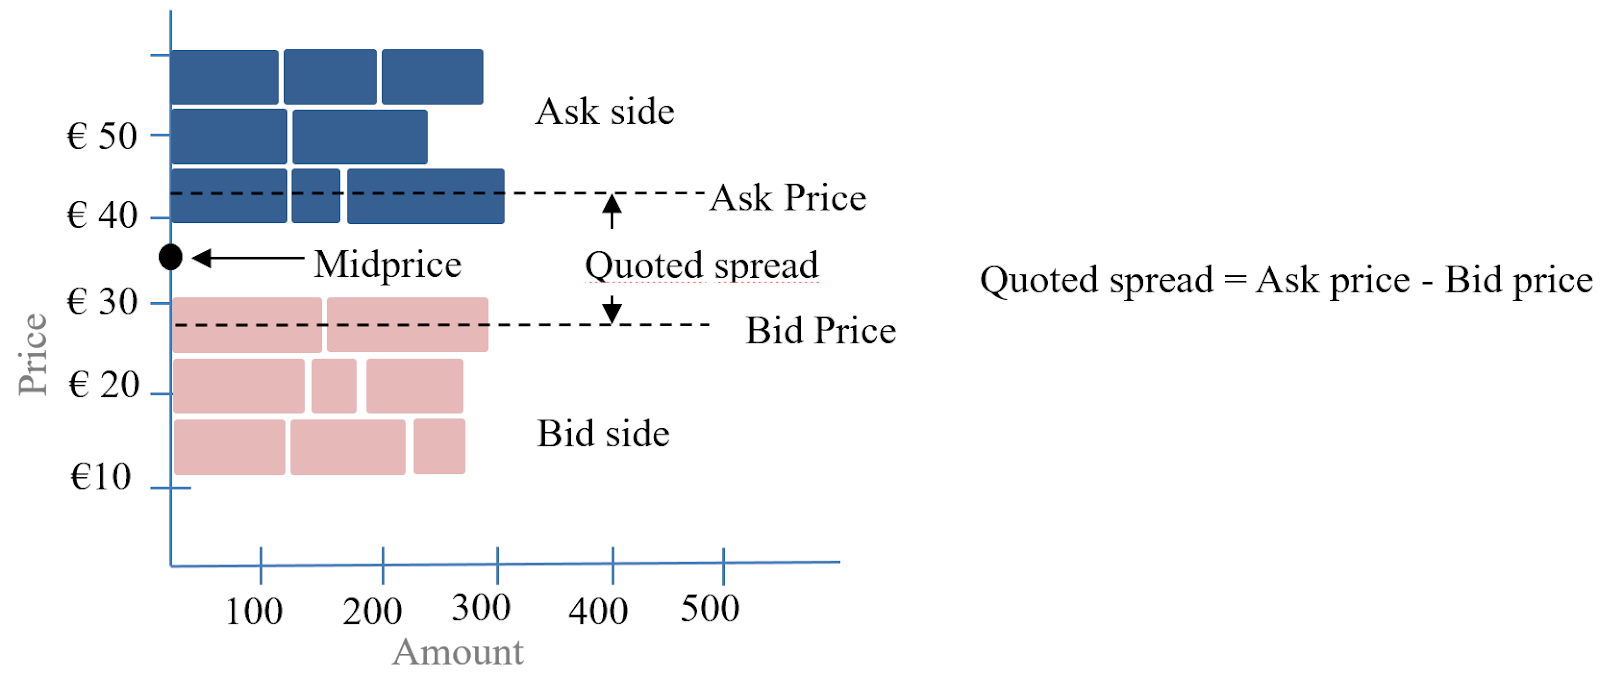 Ask side
€ 50
Ask Price
€ 40
Midprice
Quoted spread
Quoted spread = Ask price - Bid price
€ 30
Bid Price
Price
€ 20
Bid side
€10
100
200
300
400
500
Amount